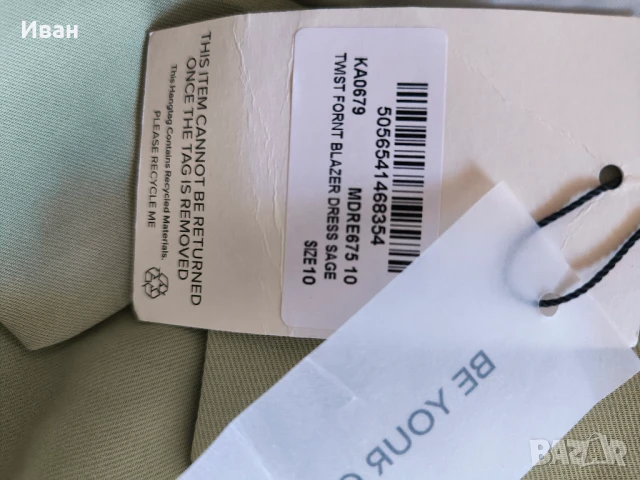 Иван
THIS ITEM CANNOT BE RETURNED
ONCE THE TAG IS REMOVED
This Hangtag Contains Recycled Materials.
PLEASE RECYCLE ME
5056541468354
KA0679 MDRE675 10
TWIST FORNT BLAZER DRESS SAGE
SIZE10
BE YOUR
BAZAR